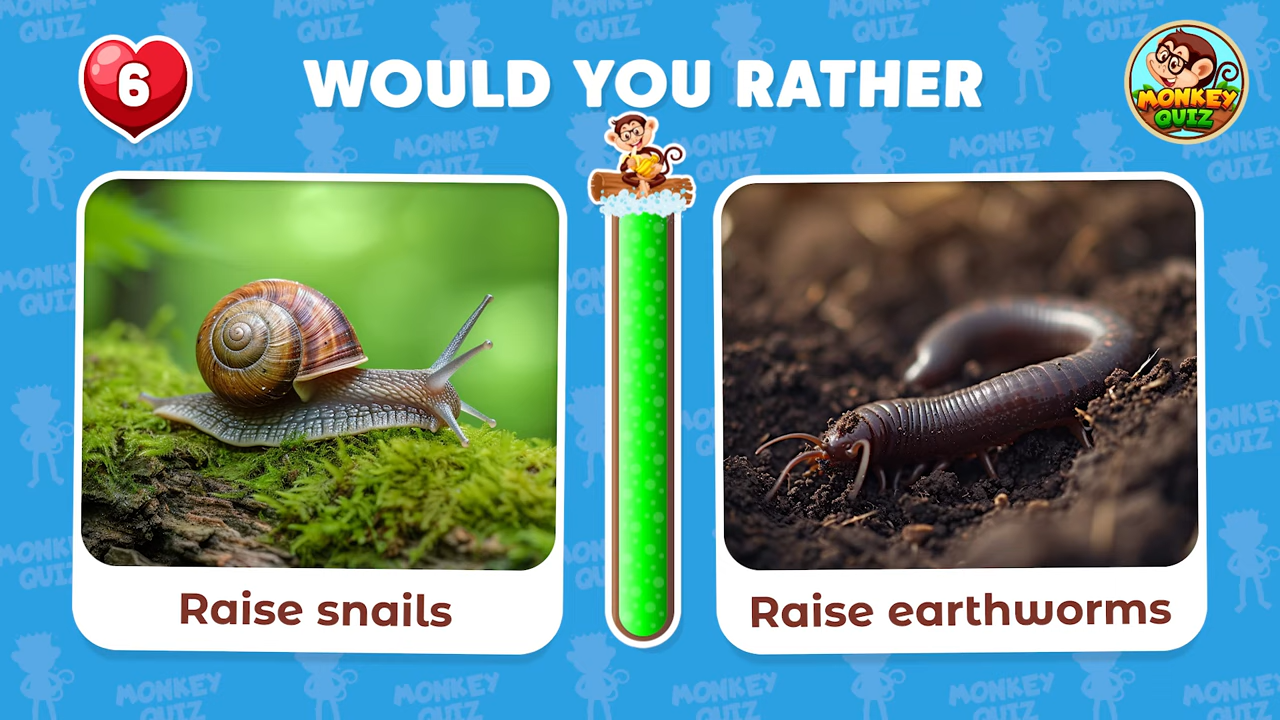 6
WOULD YOU RATHER
MONKEY
QUIZ
Raise snails
Raise earthworms